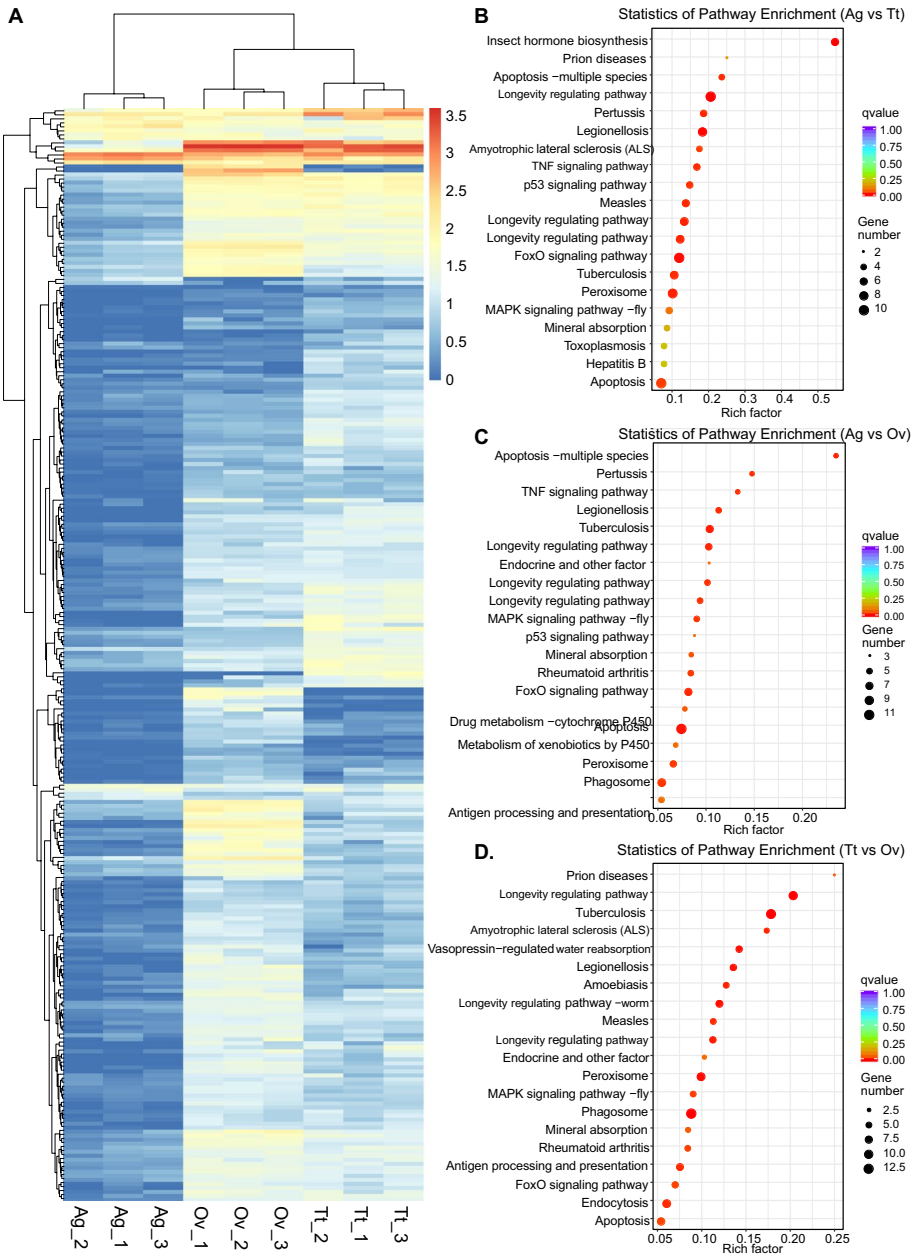 A
3.5
3
2.5
2
1.5
1
0.5
0
Ag_2
Ag_1
Ag_3
Ov_1
Ov_2
Ov_3
Tt_2
Tt_1
Tt_3
B
Statistics of Pathway Enrichment (Ag vs Tt)
Insect hormone biosynthesis
Prion diseases
Apoptosis −multiple species
Longevity regulating pathway
Pertussis
Legionellosis
Amyotrophic lateral sclerosis (ALS)
TNF signaling pathway
p53 signaling pathway
Measles
Longevity regulating pathway
Longevity regulating pathway
FoxO signaling pathway
Tuberculosis
Peroxisome
MAPK signaling pathway −fly
Mineral absorption
Toxoplasmosis
Hepatitis B
Apoptosis
0.1 0.2 0.3 0.4 0.5 0.5
Rich factor
qvalue
1.00
0.75
0.50
0.25
0.00
Gene
number
2
4
6
8
10
C
Statistics of Pathway Enrichment (Ag vs Ov)
Apoptosis −multiple species
Pertussis
TNF signaling pathway
Legionellosis
Tuberculosis
Longevity regulating pathway
Endocrine and other factor
Longevity regulating pathway
Longevity regulating pathway
MAPK signaling pathway −fly
p53 signaling pathway
Mineral absorption
Rheumatoid arthritis
FoxO signaling pathway
Drug metabolism −cytochrome P450
Apoptosis
Metabolism of xenobiotics by P450
Peroxisome
Phagosome
Antigen processing and presentation
0.05 0.10 0.15 0.20
Rich factor
qvalue
1.00
0.75
0.50
0.25
0.00
Gene
number
3
5
7
9
11
D.
Statistics of Pathway Enrichment (Tt vs Ov)
Prion diseases
Longevity regulating pathway
Tuberculosis
Amyotrophic lateral sclerosis (ALS)
Vasopressin−regulated water reabsorption
Legionellosis
Amoebiasis
Longevity regulating pathway −worm
Measles
Longevity regulating pathway
Endocrine and other factor
Peroxisome
MAPK signaling pathway −fly
Phagosome
Mineral absorption
Rheumatoid arthritis
Antigen processing and presentation
FoxO signaling pathway
Endocytosis
Apoptosis
0.05 0.10 0.15 0.20 0.25
Rich factor
qvalue
1.00
0.75
0.50
0.25
0.00
Gene
number
2.5
5.0
7.5
10.0
12.5